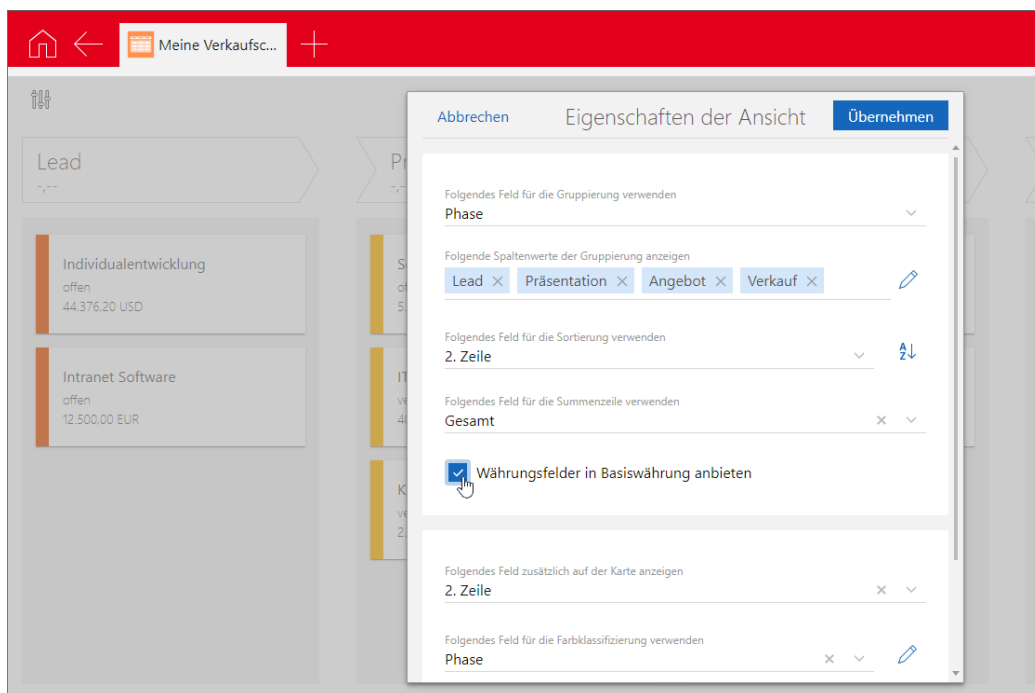 Meine Verkaufsc...
Abbrechen
Eigenschaften der Ansicht
Übernehmen
Lead
-,--
-,--
Individualentwicklung
offen
44.376,20 USD
Intranet Software
offen
12.500,00 EUR
Folgendes Feld für die Gruppierung verwenden
Phase
Folgende Spaltenwerte der Gruppierung anzeigen
Lead × Präsentation × Angebot × Verkauf ×
Folgendes Feld für die Sortierung verwenden
2. Zeile
AZ↓
Folgendes Feld für die Summenzeile verwenden
Gesamt
Währungsfelder in Basiswährung anbieten
Folgendes Feld zusätzlich auf der Karte anzeigen
2. Zeile
Folgendes Feld für die Farbklassifizierung verwenden
Phase